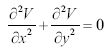 ∂²V/∂x² + ∂²V/∂y² = 0